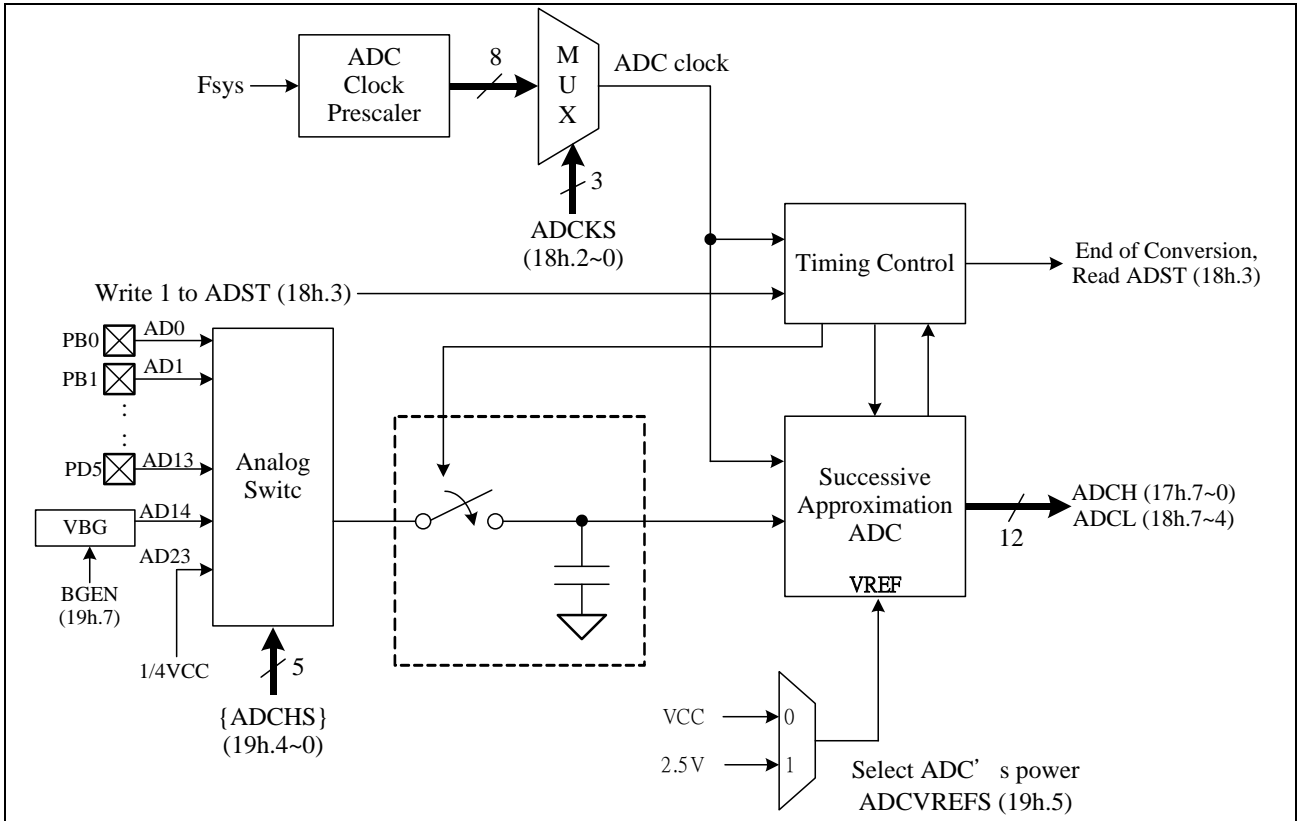 Fsys
ADC
Clock
Prescaler
8
M
U
X
ADC clock
3
ADCKS
(18h.2~0)
Timing Control
End of Conversion,
Read ADST (18h.3)
Write 1 to ADST (18h.3)
PB0
AD0
PB1
AD1
PD5
AD13
VBG
AD14
AD23
BGEN
(19h.7)
1/4VCC
Analog
Switc
5
{ADCHS}
(19h.4~0)
Successive
Approximation
ADC
VREF
12
ADCH (17h.7~0)
ADCL (18h.7~4)
VCC
0
2.5V
1
Select ADC’ s power
ADCVREFS (19h.5)